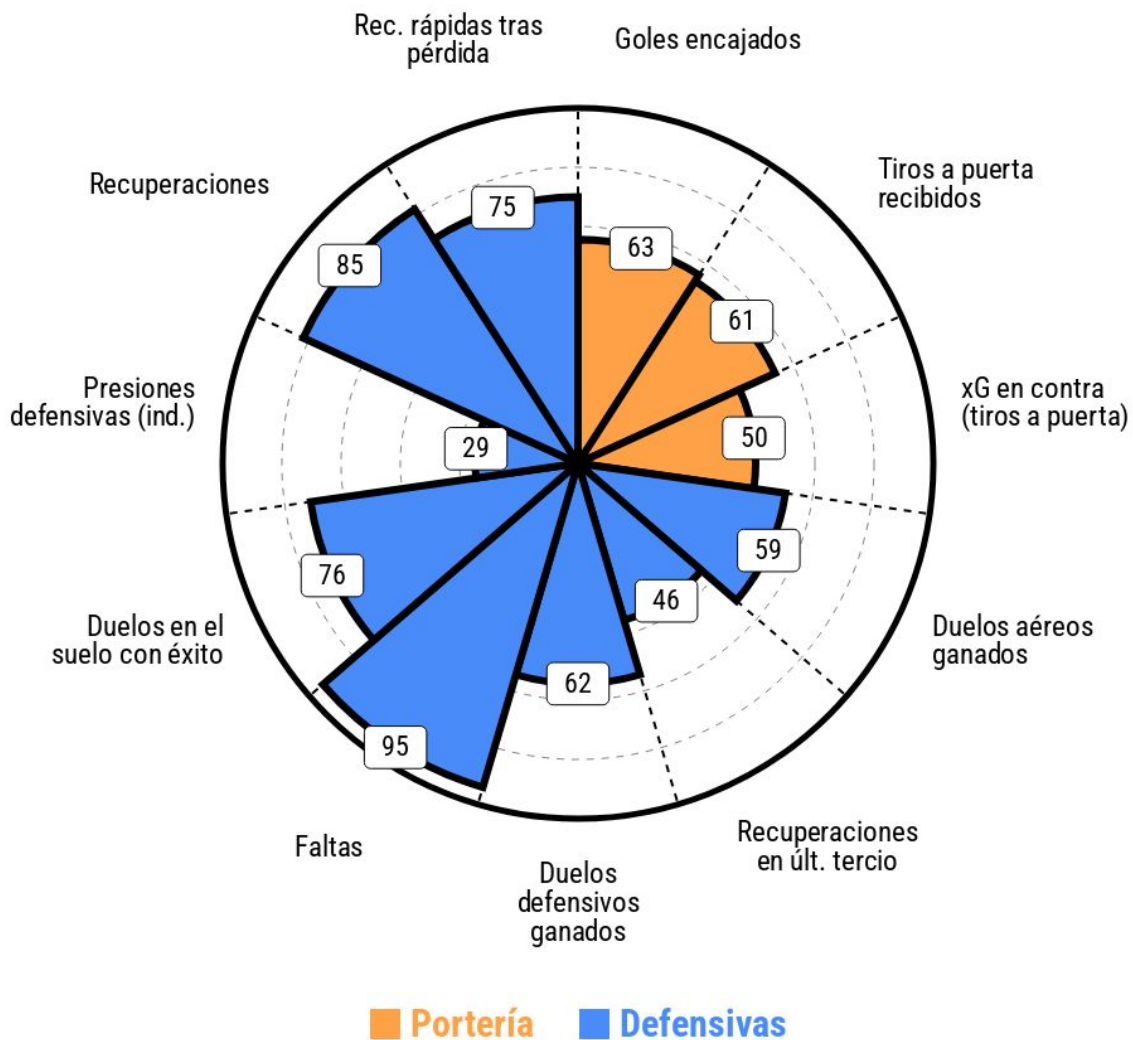 Rec. rápidas tras
pérdida
Goles encajados
Tiros a puerta
recibidos
Recuperaciones
75
63
85
61
Presiones
defensivas (ind.)
xG en contra
(tiros a puerta)
29
50
59
76
46
Duelos en el
suelo con éxito
Duelos aéreos
ganados
62
95
Faltas
Recuperaciones
en últ. tercio
Duelos
defensivos
ganados
Portería
Defensivas